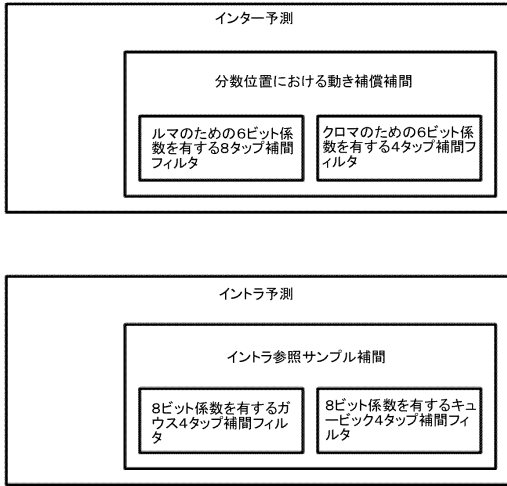 インター予測
分数位置における動き補償補間
ルマのための6ビット係
数を有する8タップ補間
フィルタ
クロマのための6ビット係
数を有する4タップ補間フ
ィルタ
イントラ予測
イントラ参照サンプル補間
8ビット係数を有するガ
ウス4タップ補間フィル
タ
8ビット係数を有するキュ
ービック4タップ補間フィ
ルタ